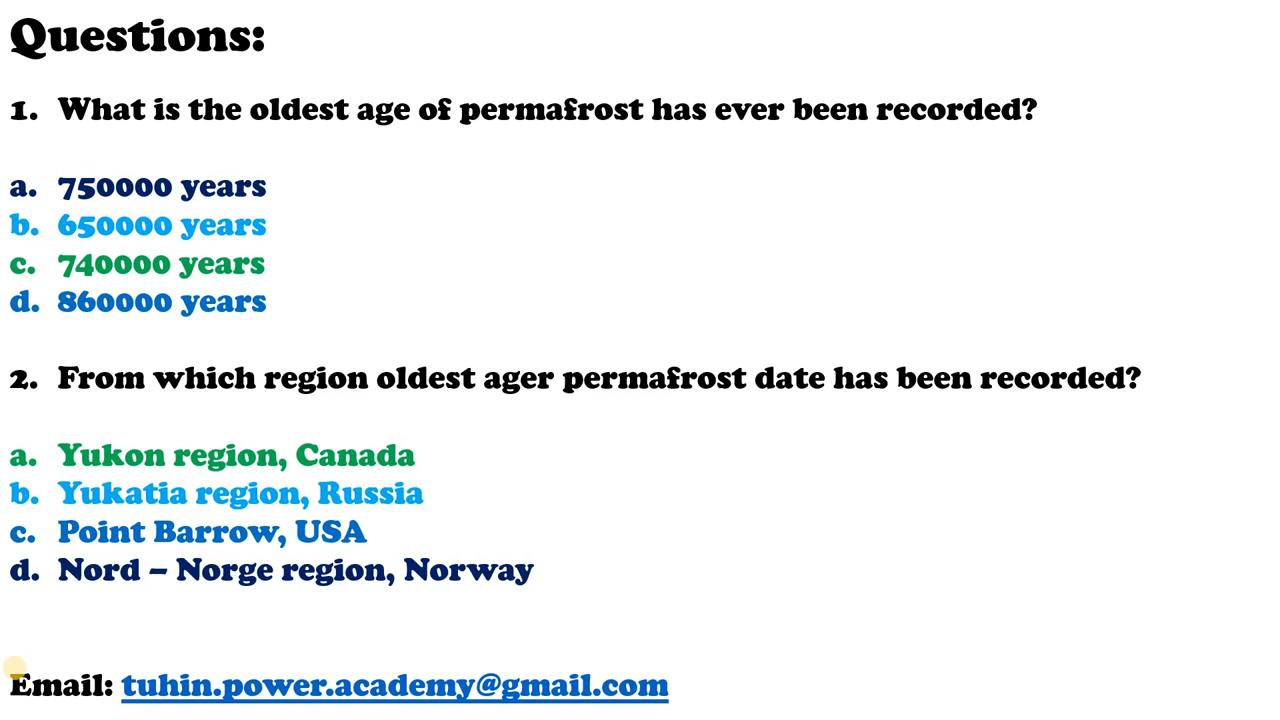 Questions:
1. What is the oldest age of permafrost has ever been recorded?
a. 750000 years
b. 650000 years
c. 740000 years
d. 860000 years
2. From which region oldest ager permafrost date has been recorded?
a. Yukon region, Canada
b. Yukatia region, Russia
c. Point Barrow, USA
d. Nord – Norge region, Norway
Email: tuhin.power.academy@gmail.com